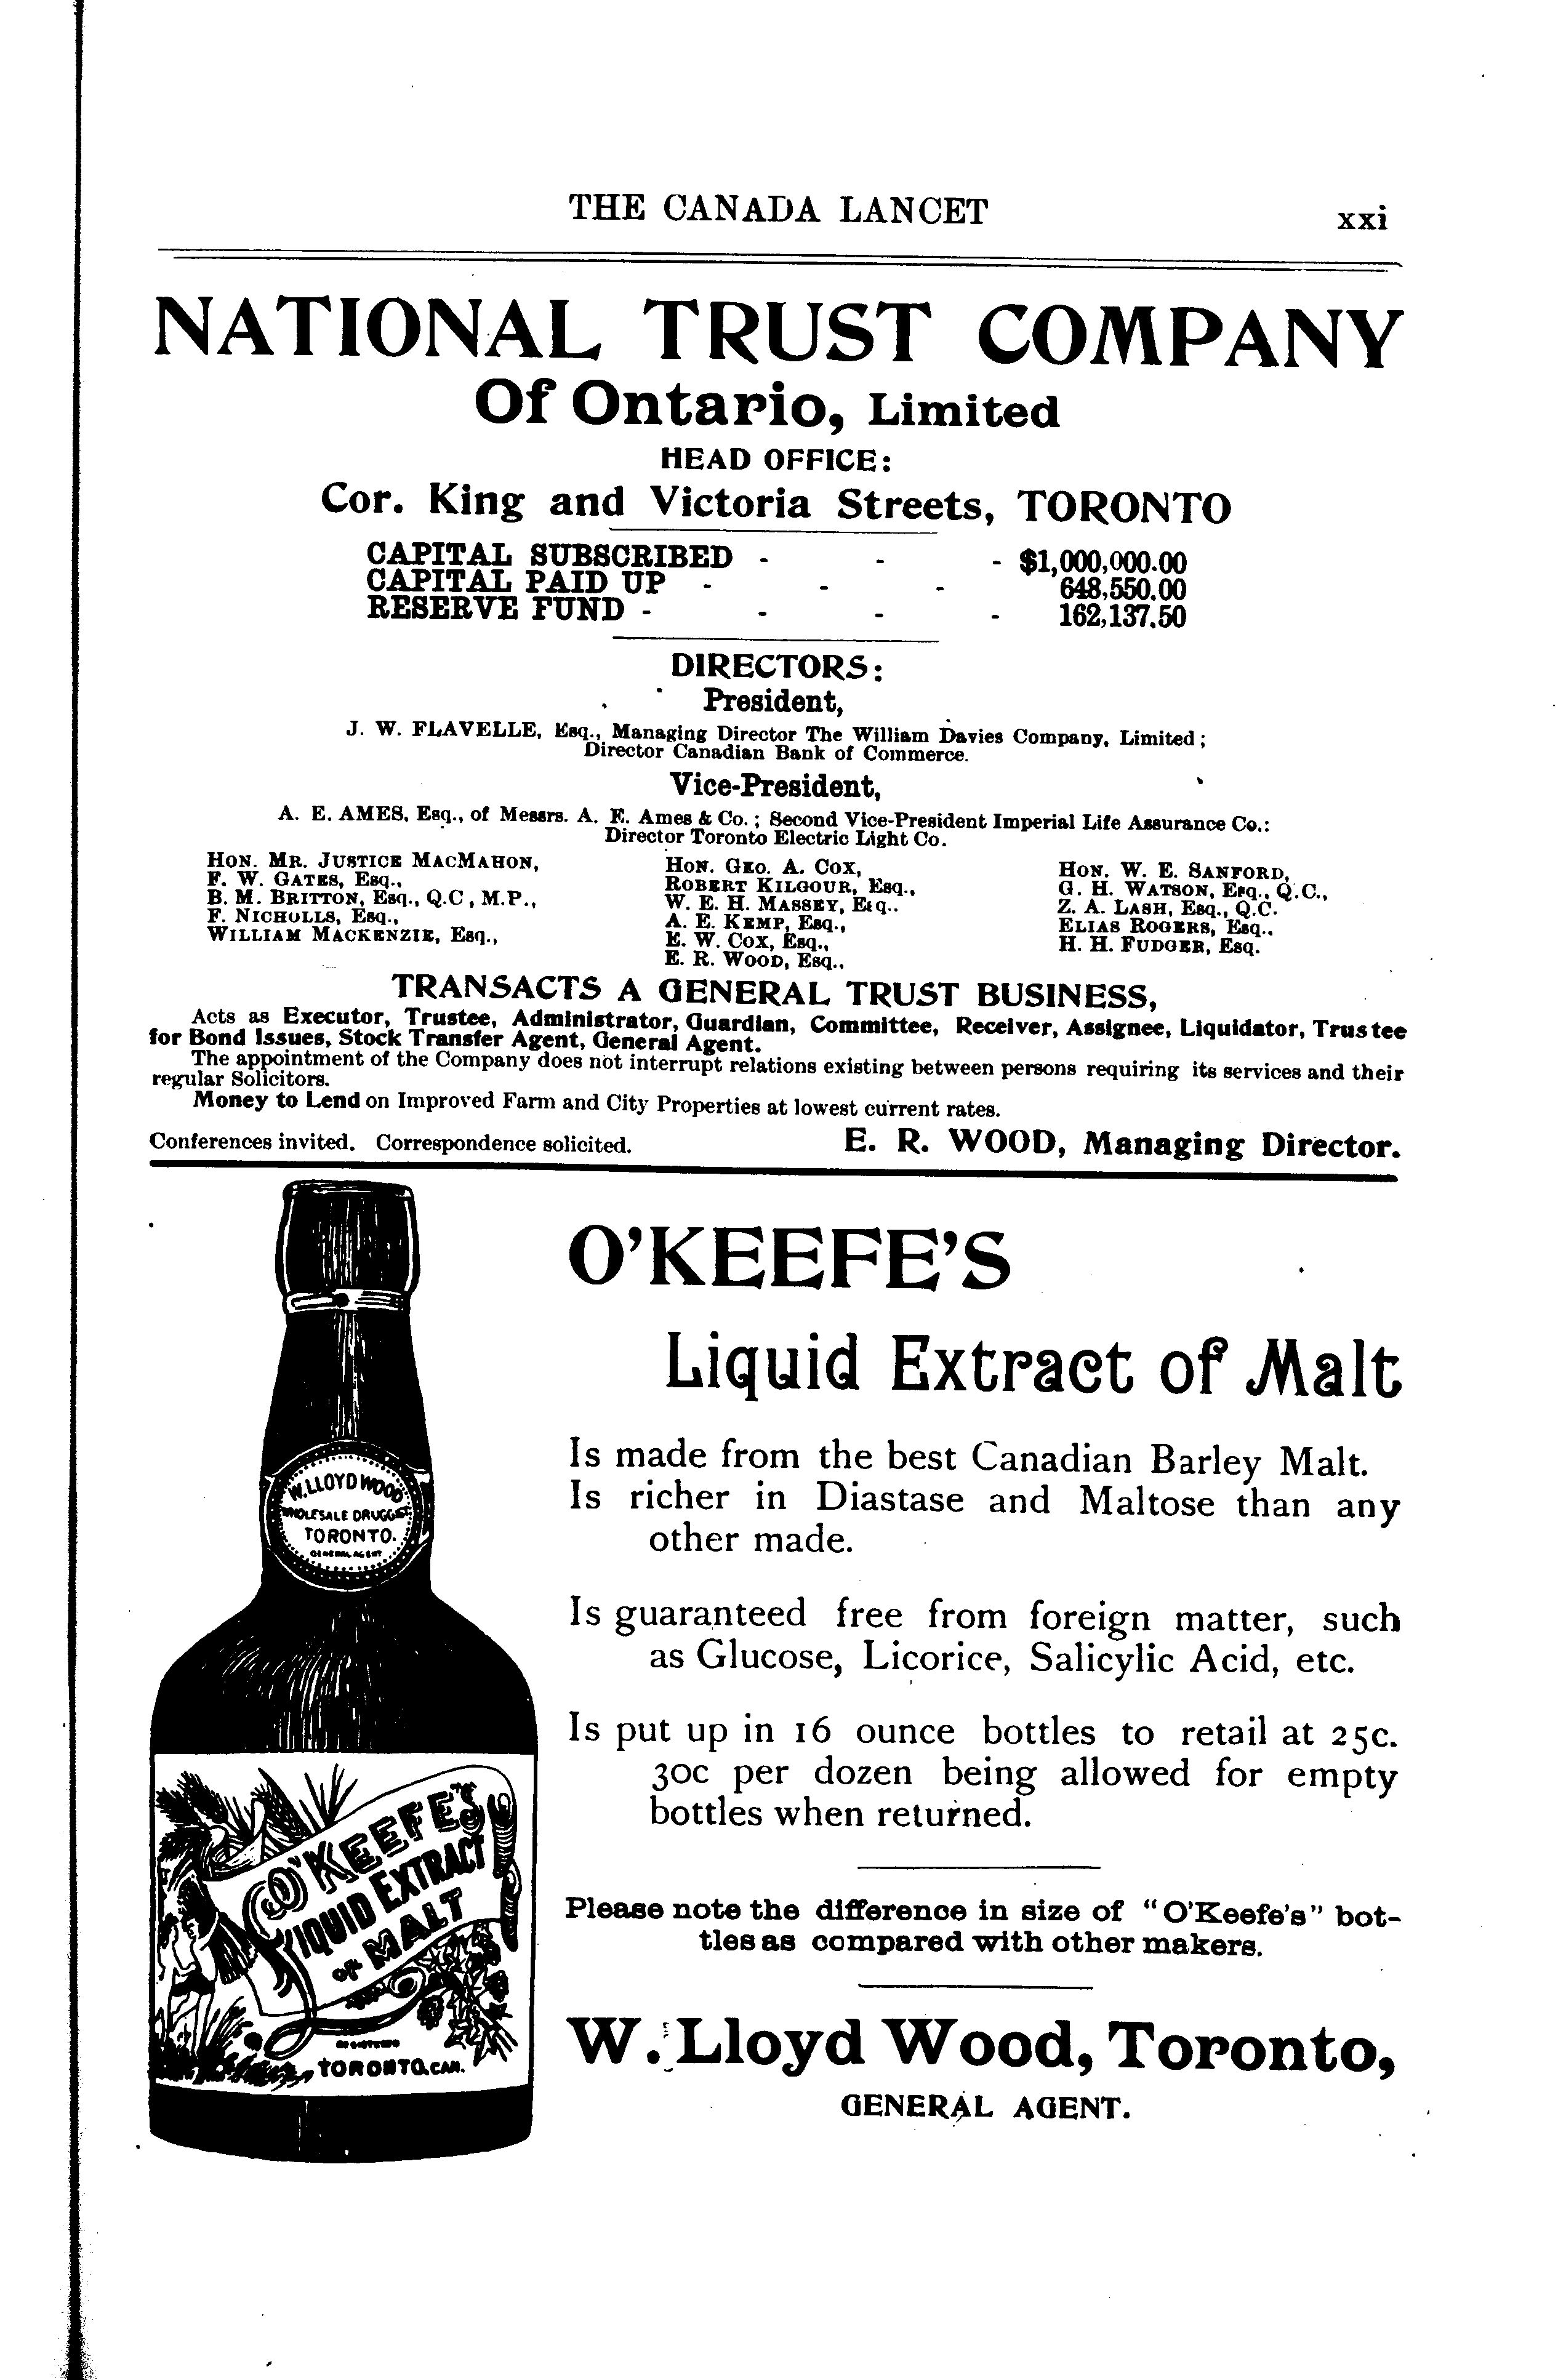 THE CANADA LANCET
xxi
NATIONAL TRUST COMPANY
Of Ontario, Limited
HEAD OFFICE:
Cor. King and Victoria Streets, TORONTO
CAPITAL SUBSCRIBED - - - $1,000,000.00
CAPITAL PAID UP - - - 648,550.00
RESERVE FUND - - - - 162,137.50
DIRECTORS:
President,
J. W. FLAVELLE, Esq., Managing Director The William Davies Company, Limited;
Director Canadian Bank of Commerce.
Vice-President,
A. E. AMES, Esq., of Messrs. A. E. Ames & Co.; Second Vice-President Imperial Life Assurance Co.:
Director Toronto Electric Light Co.
HON. MR. JUSTICE MACMAHON,
F. W. GATES, Esq.,
B. M. BRITTON, Esq., Q.C, M.P.,
F. NICHOLLS, Esq.,
WILLIAM MACKENZIE, Esq.,
HON. GEO. A. COX,
ROBERT KILGOUR, Esq.,
W. E. H. MASSEY, Esq..
A. E. KEMP, Esq.,
E. W. COX, Esq.,
E. R. WOOD, Esq.,
HON. W. E. SANFORD,
G. H. WATSON, Esq., Q.C.,
Z. A. LASH, Esq., Q.C.
ELIAS ROGERS, Esq.,
H. H. FUDGER, Esq.
TRANSACTS A GENERAL TRUST BUSINESS,
Acts as Executor, Trustee, Administrator, Guardian, Committee, Receiver, Assignee, Liquidator, Trustee
for Bond Issues, Stock Transfer Agent, General Agent.
The appointment of the Company does not interrupt relations existing between persons requiring its services and their
regular Solicitors.
Money to Lend on Improved Farm and City Properties at lowest current rates.
Conferences invited. Correspondence solicited. E. R. WOOD, Managing Director.
O'KEEFE'S
Liquid Extract of Malt
Is made from the best Canadian Barley Malt.
Is richer in Diastase and Maltose than any
other made.
Is guaranteed free from foreign matter, such
as Glucose, Licorice, Salicylic Acid, etc.
Is put up in 16 ounce bottles to retail at 25c.
30c per dozen being allowed for empty
bottles when returned.
Please note the difference in size of "O'Keefe's" bot-
tles as compared with other makers.
W. Lloyd Wood, Toronto,
GENERAL AGENT.
W. LLOYD WOOD
WHOLESALE DRUGGIST
TORONTO.
GENERAL AGENT
O'KEEFE'S
LIQUID EXTRACT
OF MALT
TORONTO, CAN.